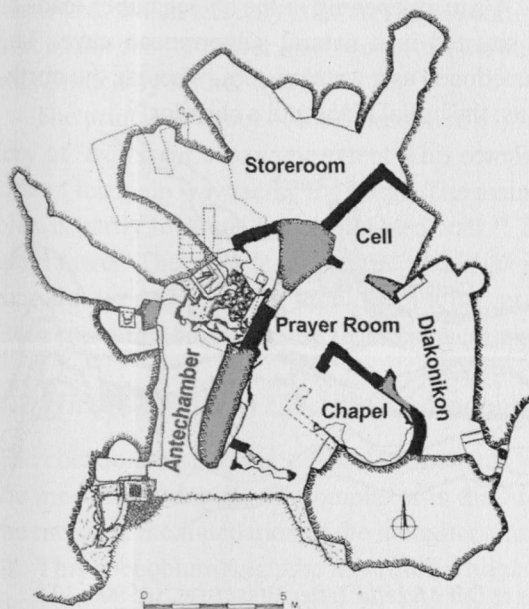 Storeroom
Cell
Prayer Room
Diakonikon
Antechamber
Chapel
0 5 м.